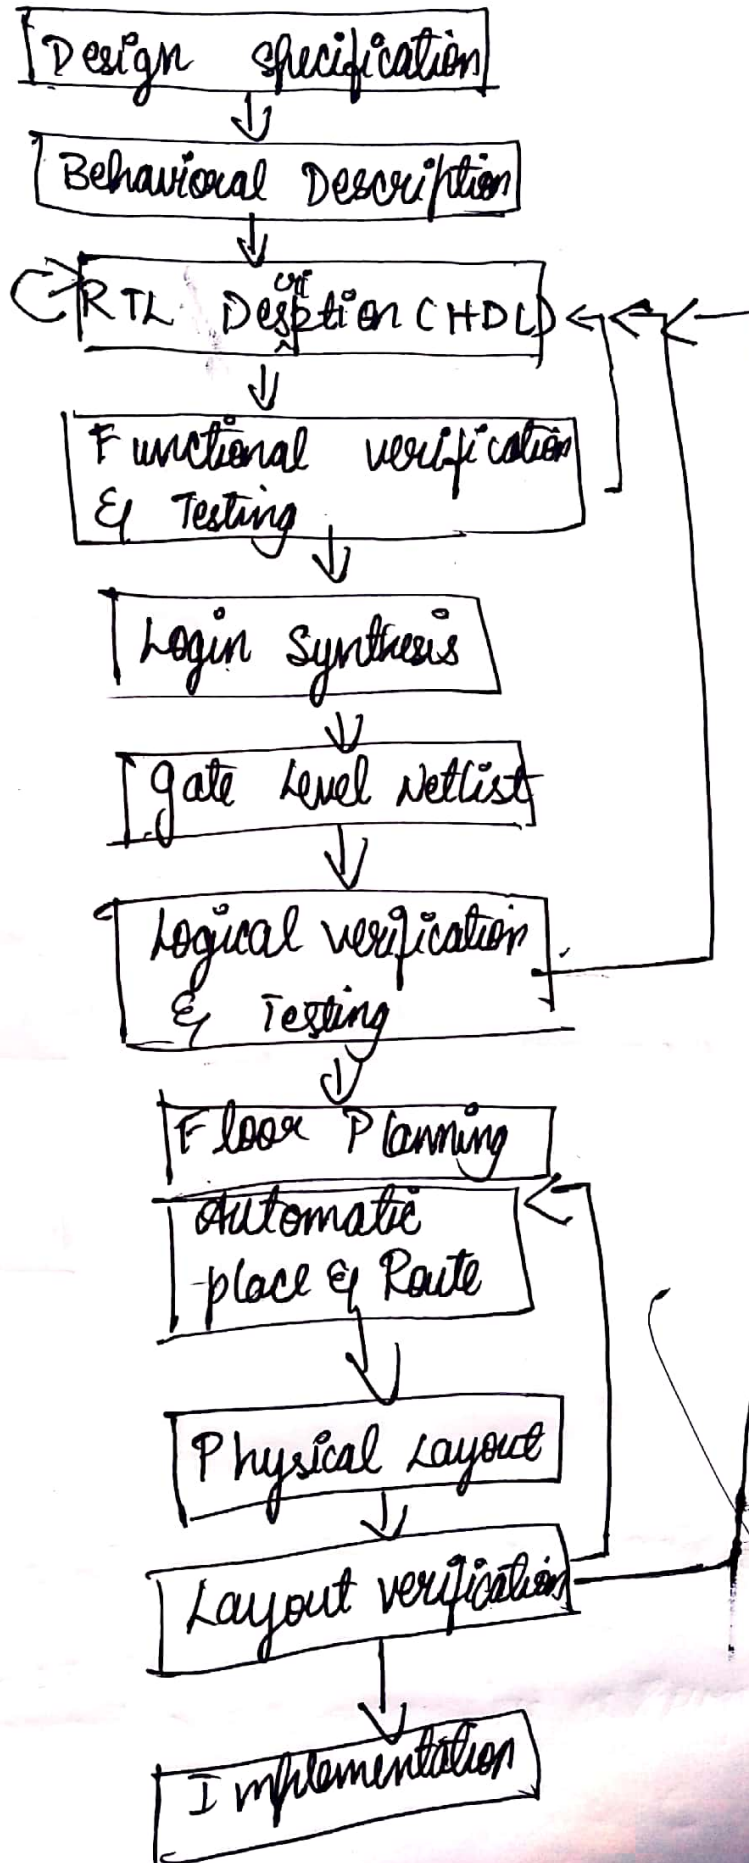 Design specification
Behavioral Description
RTL Description (HDL)
Functional verification
& Testing
Login Synthesis
Gate Level Netlist
Logical verification
& Testing
Floor Planning
Automatic
place & Route
Physical Layout
Layout verification
Implementation